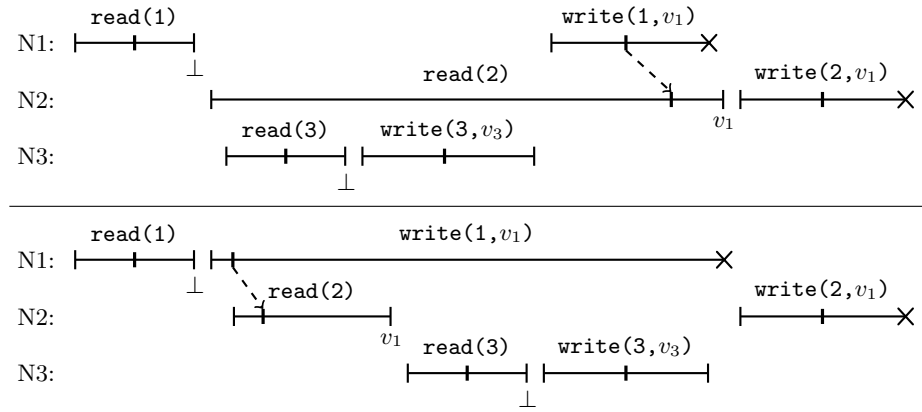 read(1) write(1, v₁)
N1:
⊥
read(2) write(2, v₁)
N2:
v₁
read(3) write(3, v₃)
N3:
⊥
read(1) write(1, v₁)
N1:
⊥
read(2) write(2, v₁)
N2:
v₁
read(3) write(3, v₃)
N3:
⊥